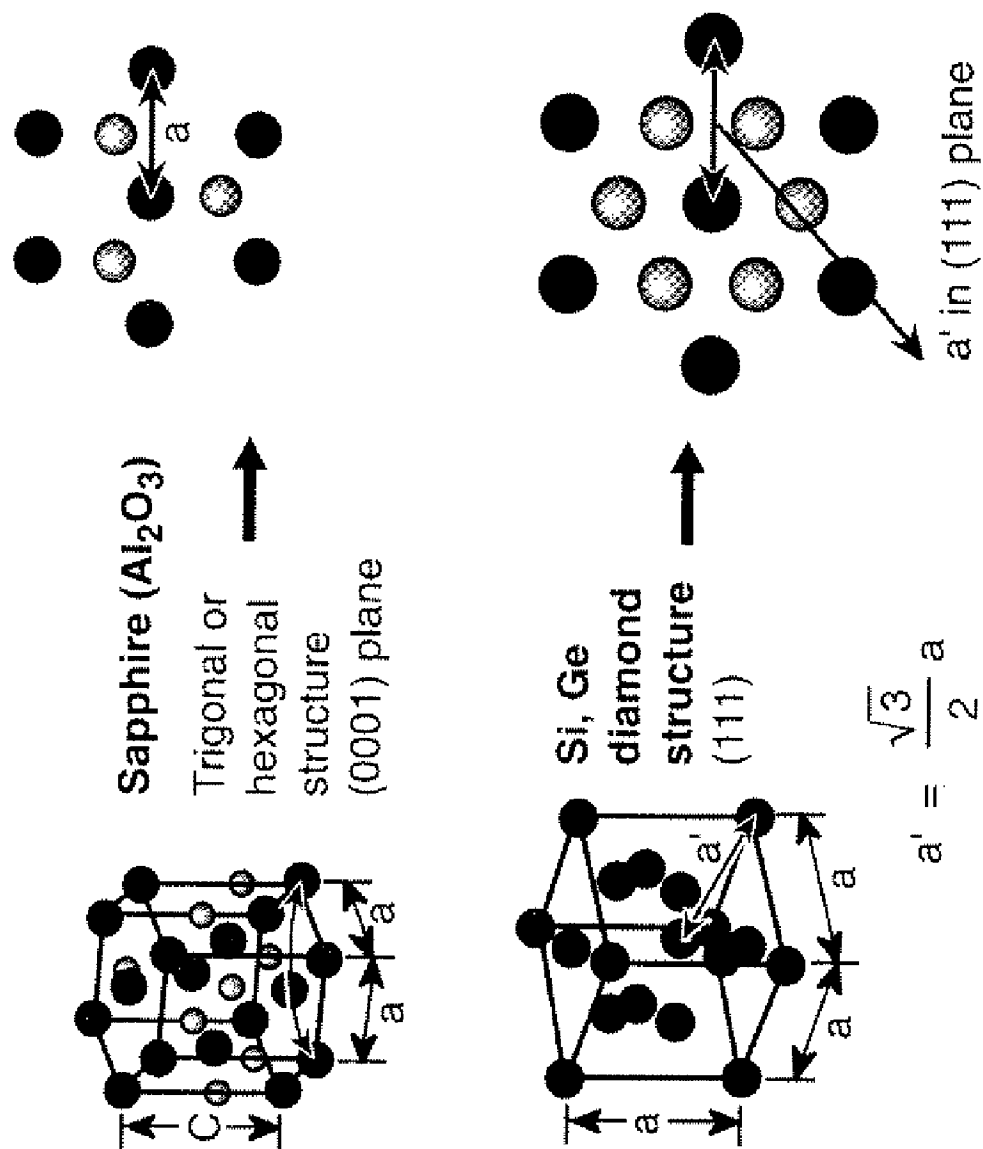 Sapphire (Al₂O₃)
Trigonal or
hexagonal
structure
(0001) plane
C
a
a
a
Si, Ge
diamond
structure
(111)
a
a
a
a'
a' in (111) plane
a' = √3/2 a